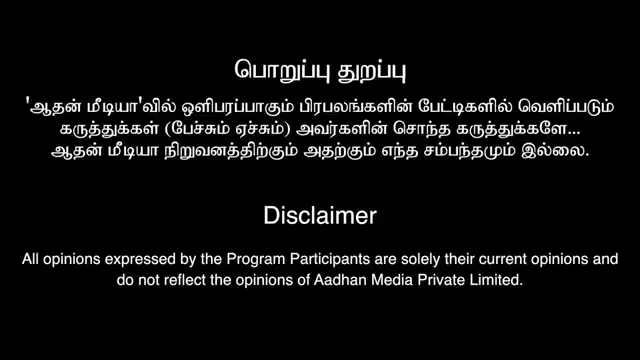 பொறுப்பு துறப்பு
'ஆதன் மீடியா'வில் ஒளிபரப்பாகும் பிரபலங்களின் பேட்டிகளில் வெளிப்படும்
கருத்துக்கள் (பேச்சும் ஏச்சும்) அவர்களின் சொந்த கருத்துக்களே...
ஆதன் மீடியா நிறுவனத்திற்கும் அதற்கும் எந்த சம்பந்தமும் இல்லை.
Disclaimer
All opinions expressed by the Program Participants are solely their current opinions and
do not reflect the opinions of Aadhan Media Private Limited.